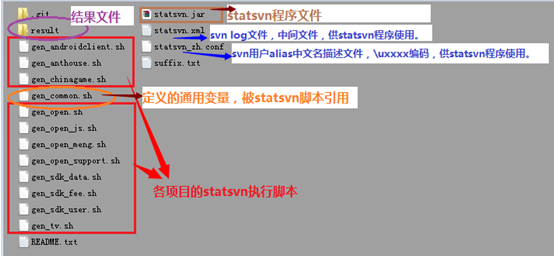 .git
result
结果文件
gen_androidclient.sh
gen_anthouse.sh
gen_chinagame.sh
gen_common.sh
定义的通用变量，被statsvn脚本引用
gen_open.sh
gen_open_js.sh
gen_open_meng.sh
gen_open_support.sh
gen_sdk_data.sh
gen_sdk_fee.sh
gen_sdk_user.sh
gen_tv.sh
各项目的statsvn执行脚本
README.txt
statsvn.jar
statsvn程序文件
statsvn.xml
svn log文件，中问文件，供statsvn程序使用。
statsvn_zh.conf
svn用户alias中文名描述文件，\uxxxx编码，供statsvn程序使用。
suffix.txt